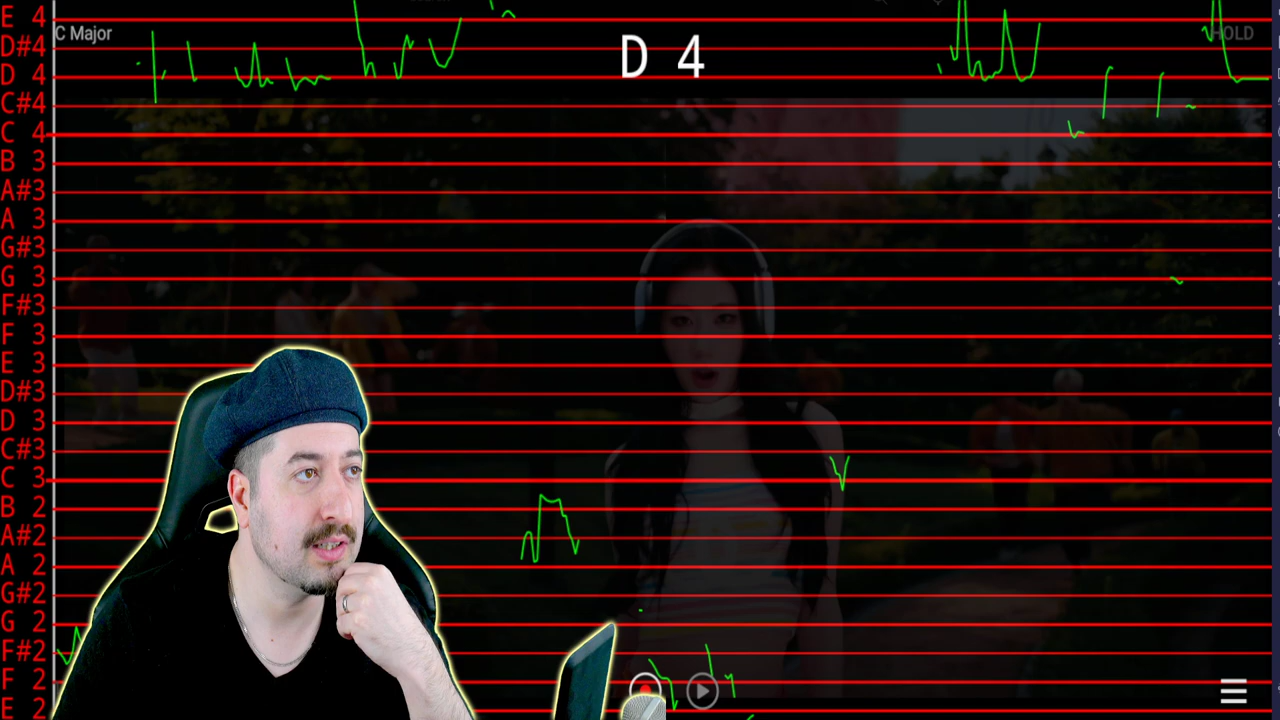 E 4
C Major
D 4
HOLD
D#4
D 4
C#4
C 4
B 3
A#3
A 3
G#3
G 3
F#3
F 3
E 3
D#3
D 3
C#3
C 3
B 2
A#2
A 2
G#2
G 2
F#2
F 2
E 2